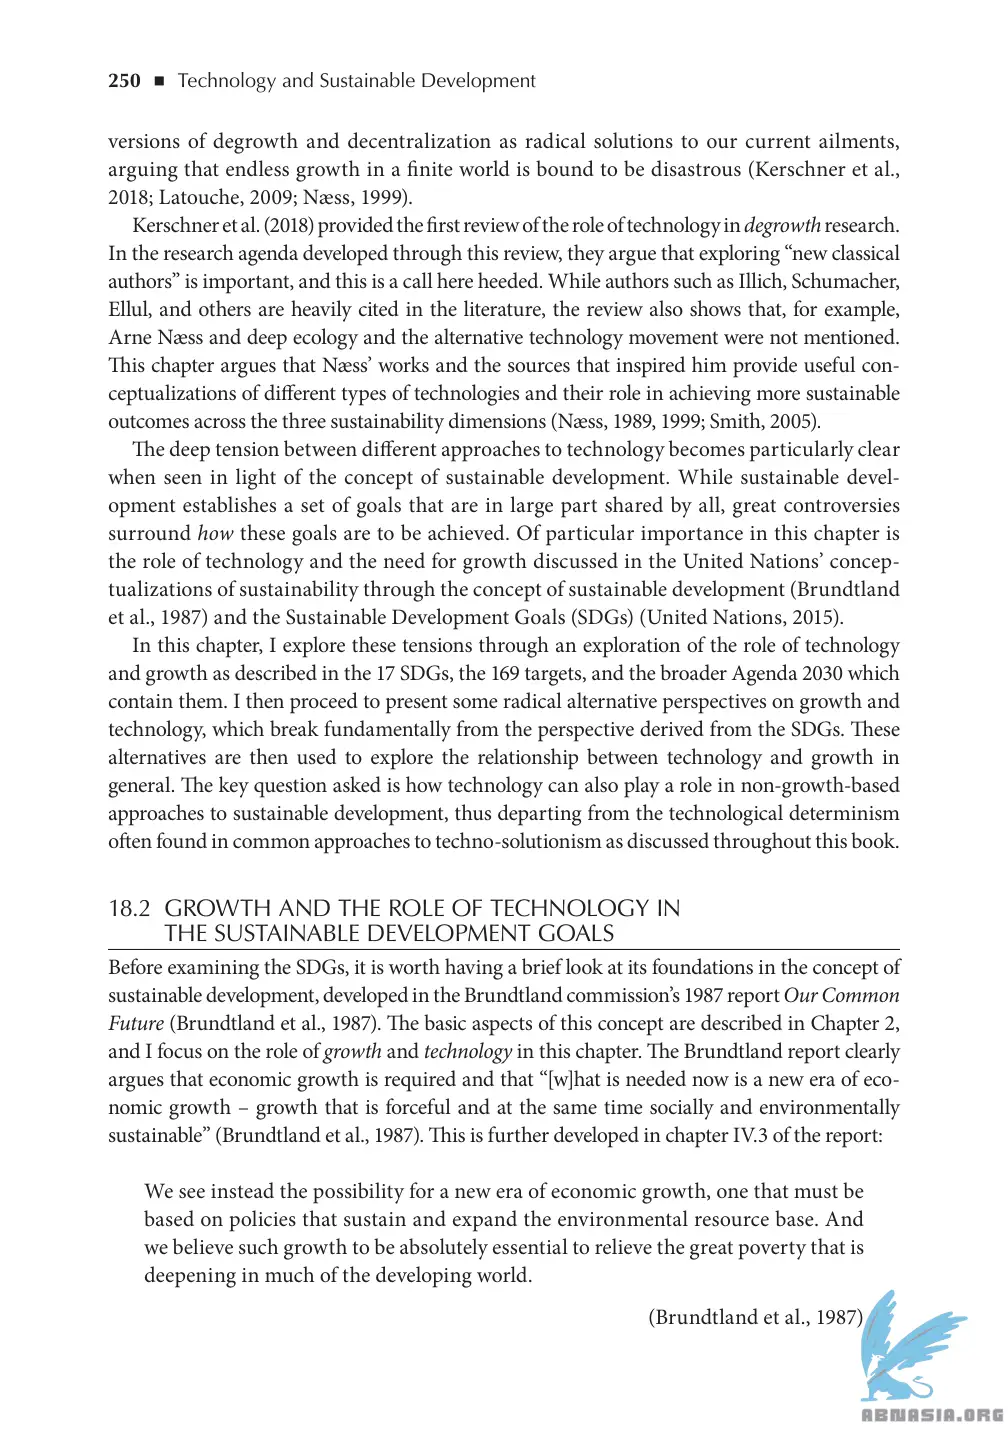 250 ■ Technology and Sustainable Development
versions of degrowth and decentralization as radical solutions to our current ailments,
arguing that endless growth in a finite world is bound to be disastrous (Kerschner et al.,
2018; Latouche, 2009; Næss, 1999).
Kerschner et al. (2018) provided the first review of the role of technology in degrowth research.
In the research agenda developed through this review, they argue that exploring “new classical
authors” is important, and this is a call here heeded. While authors such as Illich, Schumacher,
Ellul, and others are heavily cited in the literature, the review also shows that, for example,
Arne Næss and deep ecology and the alternative technology movement were not mentioned.
This chapter argues that Næss’ works and the sources that inspired him provide useful con-
ceptualizations of different types of technologies and their role in achieving more sustainable
outcomes across the three sustainability dimensions (Næss, 1989, 1999; Smith, 2005).
The deep tension between different approaches to technology becomes particularly clear
when seen in light of the concept of sustainable development. While sustainable devel-
opment establishes a set of goals that are in large part shared by all, great controversies
surround how these goals are to be achieved. Of particular importance in this chapter is
the role of technology and the need for growth discussed in the United Nations’ concep-
tualizations of sustainability through the concept of sustainable development (Brundtland
et al., 1987) and the Sustainable Development Goals (SDGs) (United Nations, 2015).
In this chapter, I explore these tensions through an exploration of the role of technology
and growth as described in the 17 SDGs, the 169 targets, and the broader Agenda 2030 which
contain them. I then proceed to present some radical alternative perspectives on growth and
technology, which break fundamentally from the perspective derived from the SDGs. These
alternatives are then used to explore the relationship between technology and growth in
general. The key question asked is how technology can also play a role in non-growth-based
approaches to sustainable development, thus departing from the technological determinism
often found in common approaches to techno-solutionism as discussed throughout this book.
18.2 GROWTH AND THE ROLE OF TECHNOLOGY IN
THE SUSTAINABLE DEVELOPMENT GOALS
Before examining the SDGs, it is worth having a brief look at its foundations in the concept of
sustainable development, developed in the Brundtland commission’s 1987 report Our Common
Future (Brundtland et al., 1987). The basic aspects of this concept are described in Chapter 2,
and I focus on the role of growth and technology in this chapter. The Brundtland report clearly
argues that economic growth is required and that “[w]hat is needed now is a new era of eco-
nomic growth – growth that is forceful and at the same time socially and environmentally
sustainable” (Brundtland et al., 1987). This is further developed in chapter IV.3 of the report:
We see instead the possibility for a new era of economic growth, one that must be
based on policies that sustain and expand the environmental resource base. And
we believe such growth to be absolutely essential to relieve the great poverty that is
deepening in much of the developing world.
(Brundtland et al., 1987)
ABNASIA.ORG